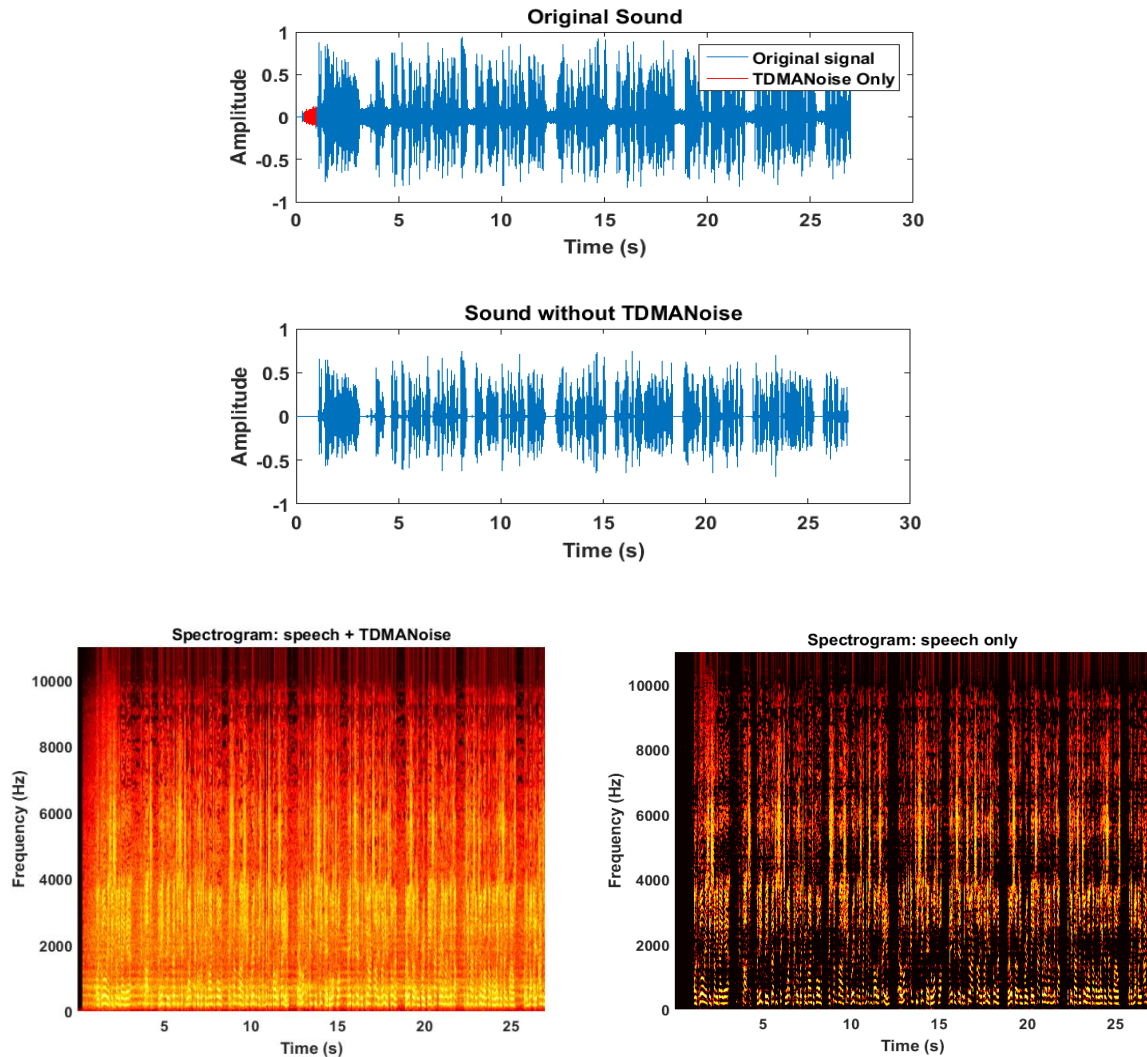 Original Sound
1
0.5
0
-0.5
-1
Amplitude
Original signal
TDMANoise Only
0 5 10 15 20 25 30
Time (s)
Sound without TDMANoise
1
0.5
0
-0.5
-1
Amplitude
0 5 10 15 20 25 30
Time (s)
Spectrogram: speech + TDMANoise
10000
8000
6000
4000
2000
0
Frequency (Hz)
5 10 15 20 25
Time (s)
Spectrogram: speech only
10000
8000
6000
4000
2000
0
Frequency (Hz)
5 10 15 20 25
Time (s)